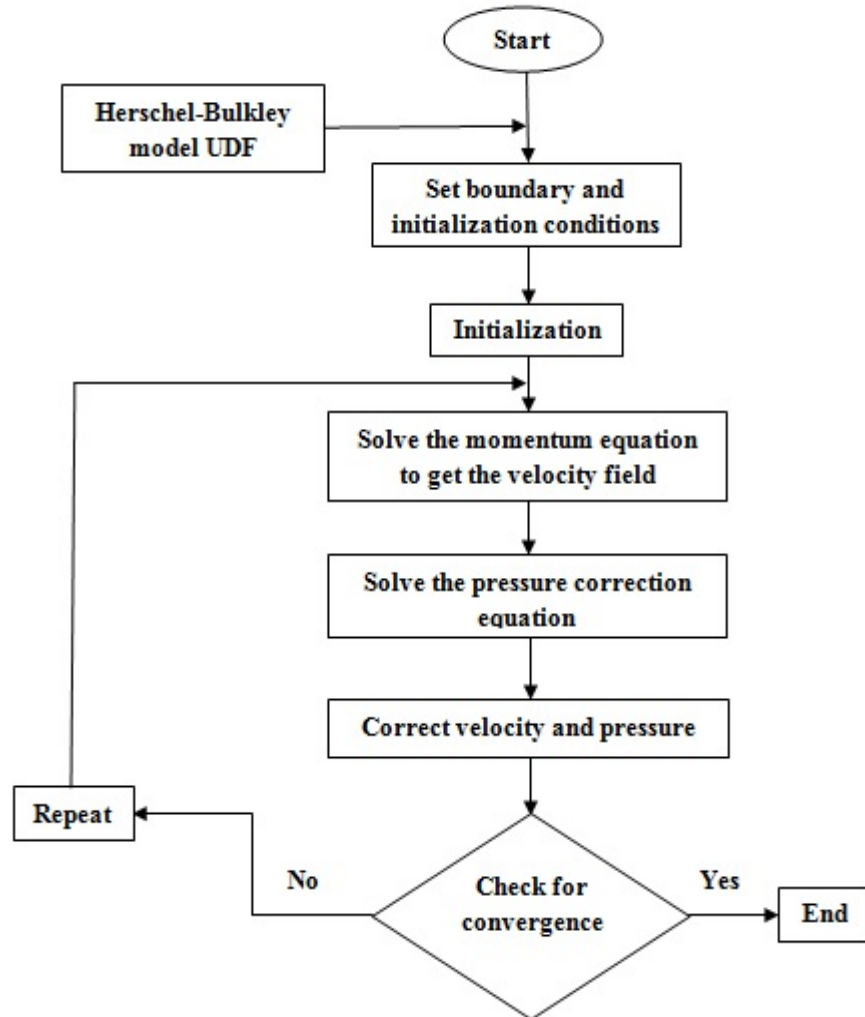 Start
Herschel-Bulkley
model UDF
Set boundary and
initialization conditions
Initialization
Solve the momentum equation
to get the velocity field
Solve the pressure correction
equation
Correct velocity and pressure
Repeat
No
Check for
convergence
Yes
End